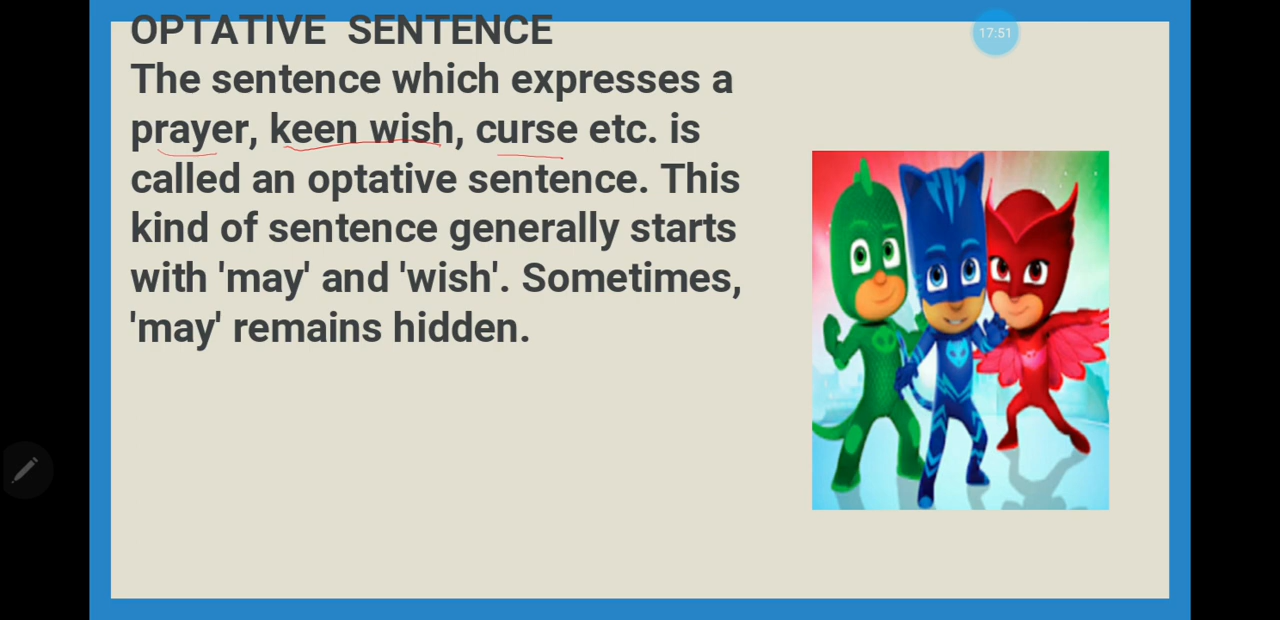 OPTATIVE SENTENCE
17:51
The sentence which expresses a
prayer, keen wish, curse etc. is
called an optative sentence. This
kind of sentence generally starts
with 'may' and 'wish'. Sometimes,
'may' remains hidden.